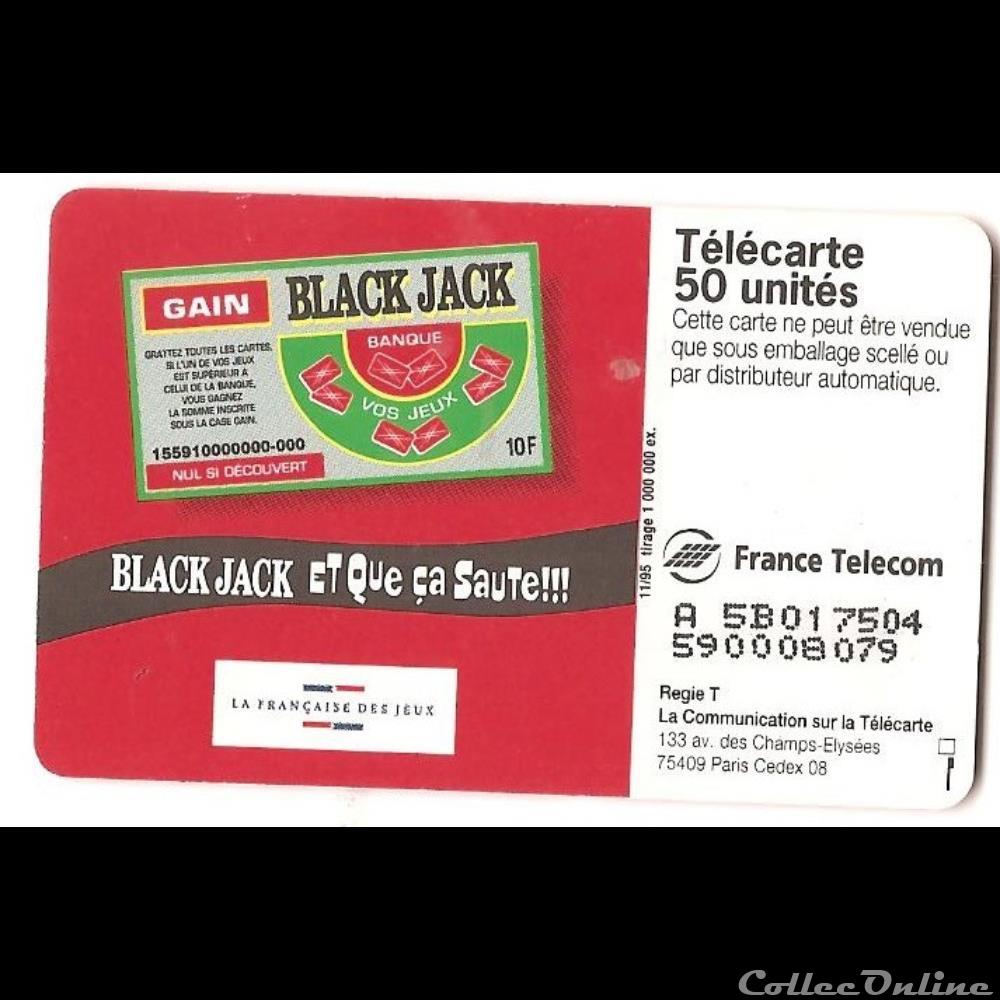 GAIN
BLACK JACK
GRATTEZ TOUTES LES CARTES,
SI L'UN DE VOS JEUX
EST SUPÉRIEUR A
CELUI DE LA BANQUE,
VOUS GAGNEZ
LA SOMME INSCRITE
SOUS LA CASE GAIN.
BANQUE
VOS JEUX
155910000000-000
10F
NUL SI DÉCOUVERT
BLACK JACK ET QUe ça SauTe!!!
LA FRANÇAISE DES JEUX
11/95 tirage 1 000 000 ex.
Télécarte
50 unités
Cette carte ne peut être vendue
que sous emballage scellé ou
par distributeur automatique.
France Telecom
A 5B017504
590008079
Regie T
La Communication sur la Télécarte
133 av. des Champs-Elysées
75409 Paris Cedex 08
CollecOnline